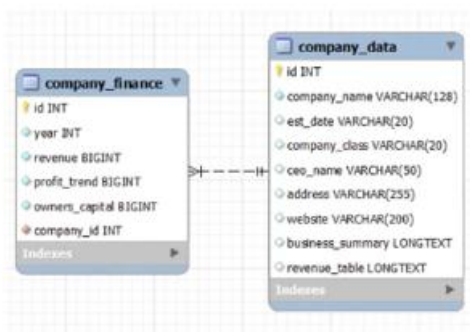 company_finance
id INT
year INT
revenue BIGINT
profit_trend BIGINT
owners_capital BIGINT
company_id INT
Indexes
company_data
id INT
company_name VARCHAR(128)
est_date VARCHAR(20)
company_class VARCHAR(20)
ceo_name VARCHAR(50)
address VARCHAR(255)
website VARCHAR(200)
business_summary LONGTEXT
revenue_table LONGTEXT
Indexes